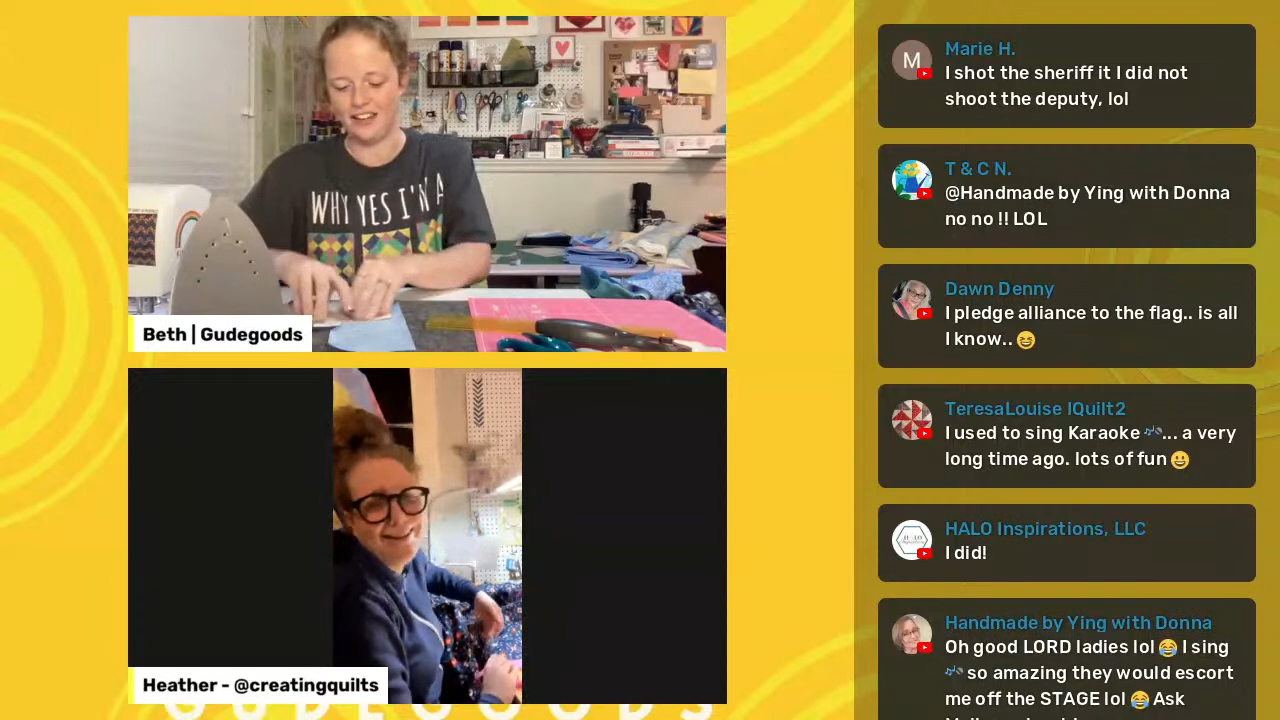 WHY YES I'M A
Beth | Gudegoods
Heather - @creatingquilts
GUDEGOODS
M
Marie H.
I shot the sheriff it I did not
shoot the deputy, lol
T & C N.
@Handmade by Ying with Donna
no no !! LOL
Dawn Denny
I pledge alliance to the flag.. is all
I know.. 😆
TeresaLouise IQuilt2
I used to sing Karaoke 🎶... a very
long time ago. lots of fun 😃
HALO Inspirations, LLC
I did!
Handmade by Ying with Donna
Oh good LORD ladies lol 😂 I sing
🎶 so amazing they would escort
me off the STAGE lol 😂 Ask